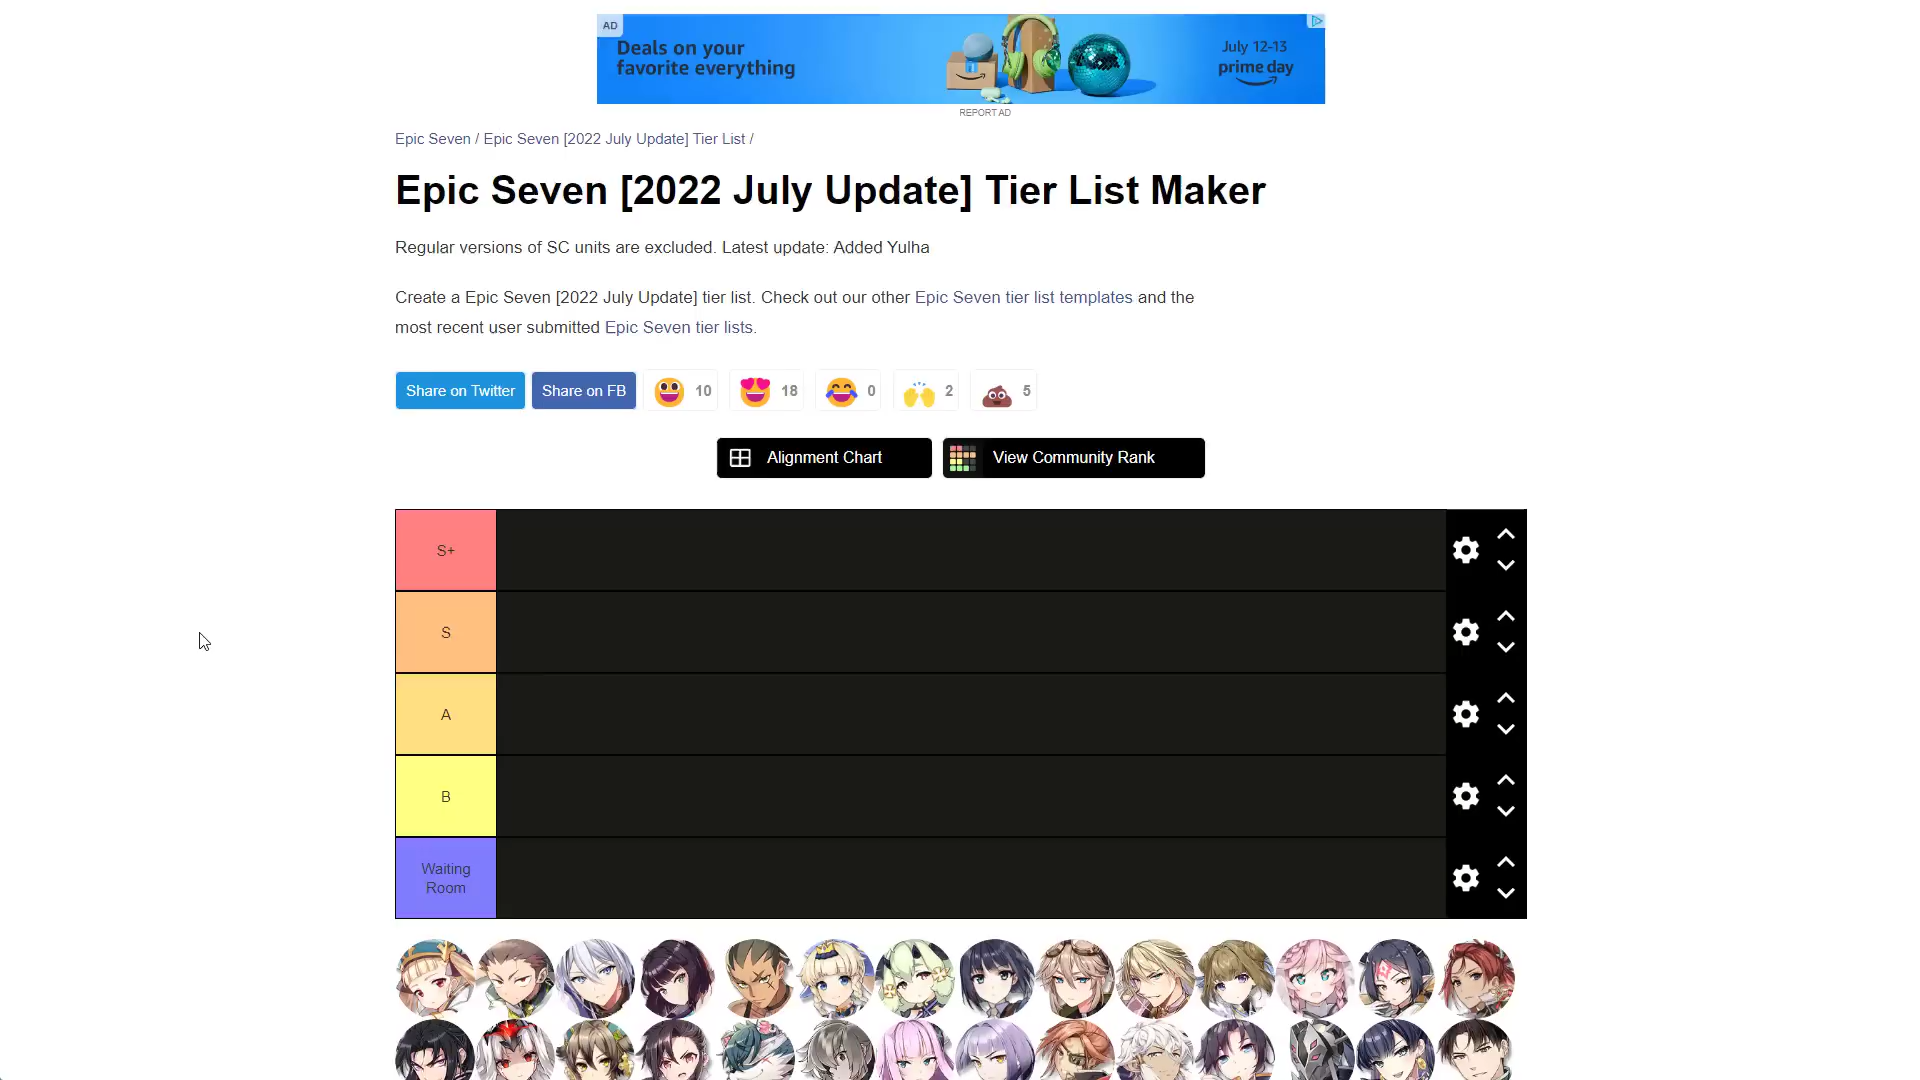 AD
Deals on your
favorite everything
July 12-13
prime day
REPORT AD
Epic Seven / Epic Seven [2022 July Update] Tier List /
Epic Seven [2022 July Update] Tier List Maker
Regular versions of SC units are excluded. Latest update: Added Yulha
Create a Epic Seven [2022 July Update] tier list. Check out our other Epic Seven tier list templates and the
most recent user submitted Epic Seven tier lists.
Share on Twitter Share on FB 10 18 0 2 5
Alignment Chart View Community Rank
S+
S
A
B
Waiting
Room